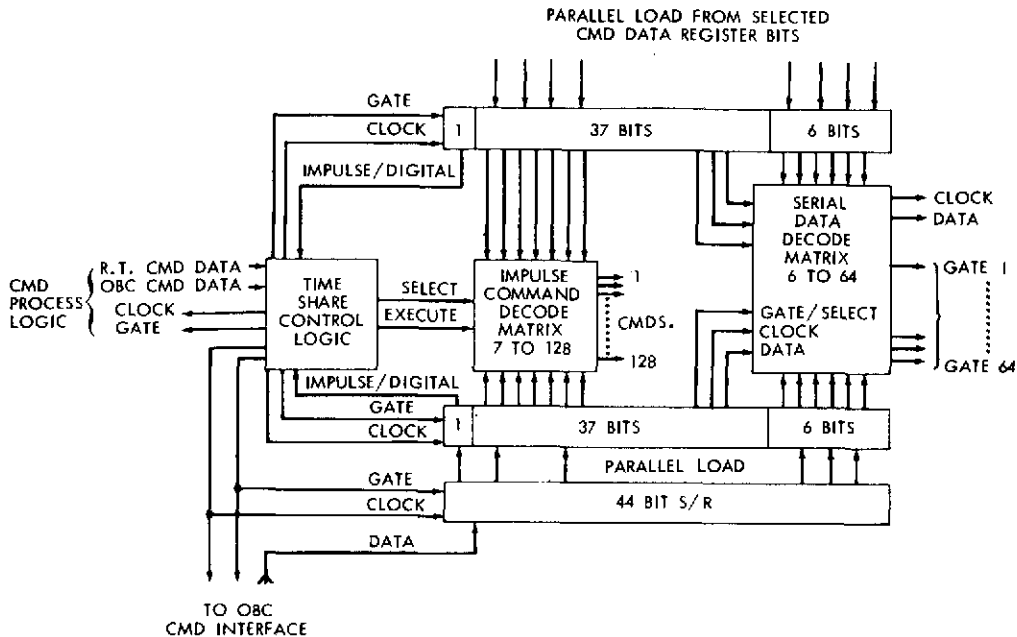 PARALLEL LOAD FROM SELECTED
CMD DATA REGISTER BITS
GATE
CLOCK
1
37 BITS
6 BITS
IMPULSE/DIGITAL
SERIAL
DATA
DECODE
MATRIX
6 TO 64
CLOCK
DATA
GATE 1
GATE 64
GATE/SELECT
CLOCK
DATA
CMD
PROCESS
LOGIC
R.T. CMD DATA
OBC CMD DATA
CLOCK
GATE
TIME
SHARE
CONTROL
LOGIC
SELECT
EXECUTE
IMPULSE
COMMAND
DECODE
MATRIX
7 TO 128
1
CMDS.
128
IMPULSE/DIGITAL
GATE
CLOCK
1
37 BITS
6 BITS
PARALLEL LOAD
GATE
CLOCK
44 BIT S/R
DATA
TO OBC
CMD INTERFACE